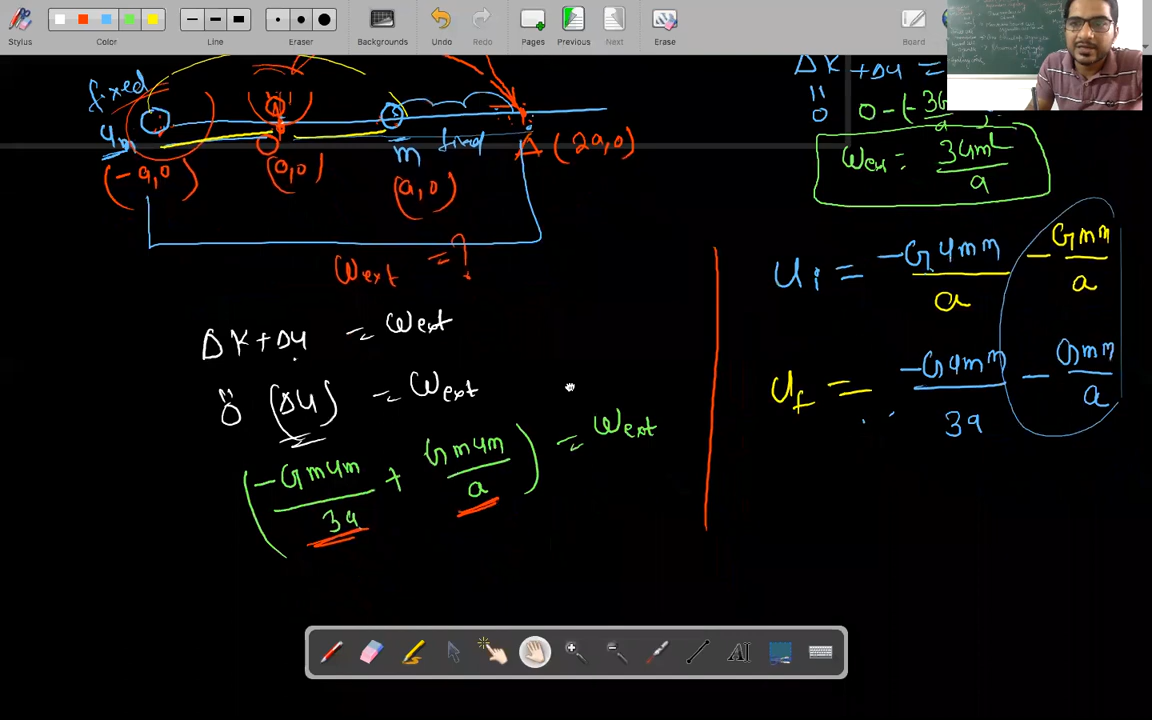 Stylus
Color
Line
Eraser
Backgrounds
Undo
Redo
Pages
Previous
Next
Erase
Board
fixed
4m
(-a,0)
(0,0)
m fixed
(a,0)
A (2a,0)
Wext = ?
ΔK+ΔU = Wext
0 (ΔU) = Wext
(-Gm4m/3a + Gm4m/a) = Wext
ΔK + ΔU =
0
Wext = 3Gm²/a
Ui = -G4mm/a - Gmm/a
Uf = -G4mm/3a - Gmm/a